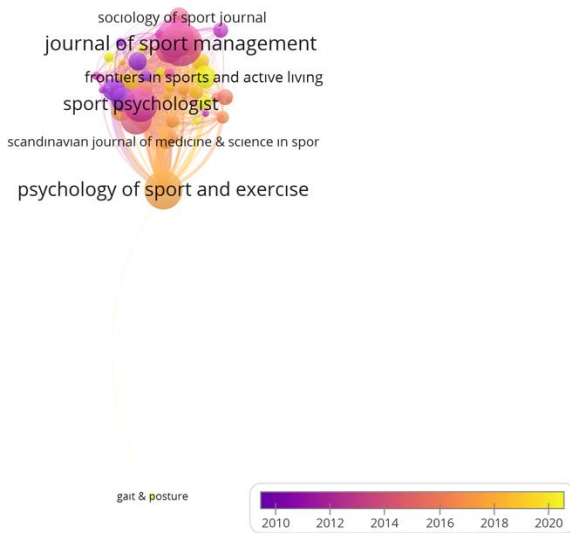 sociology of sport journal
journal of sport management
frontiers in sports and active living
sport psychologist
scandinavian journal of medicine & science in spor
psychology of sport and exercise
gait & posture
2010 2012 2014 2016 2018 2020